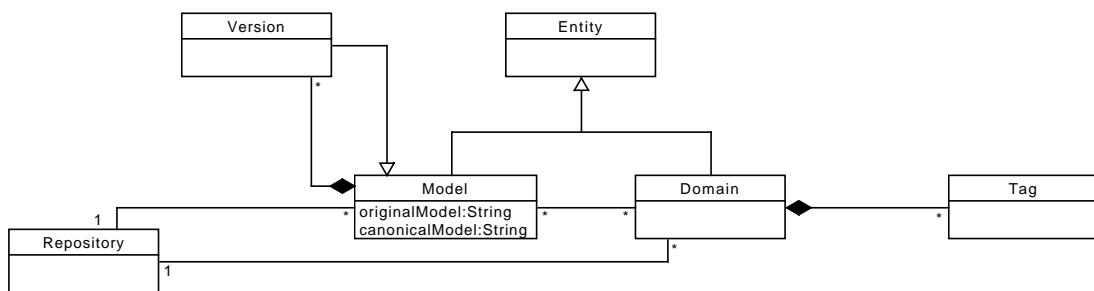 Version
Entity
*
Model
Domain
Tag
originalModel:String
canonicalModel:String
1
*
*
*
*
Repository
*
1